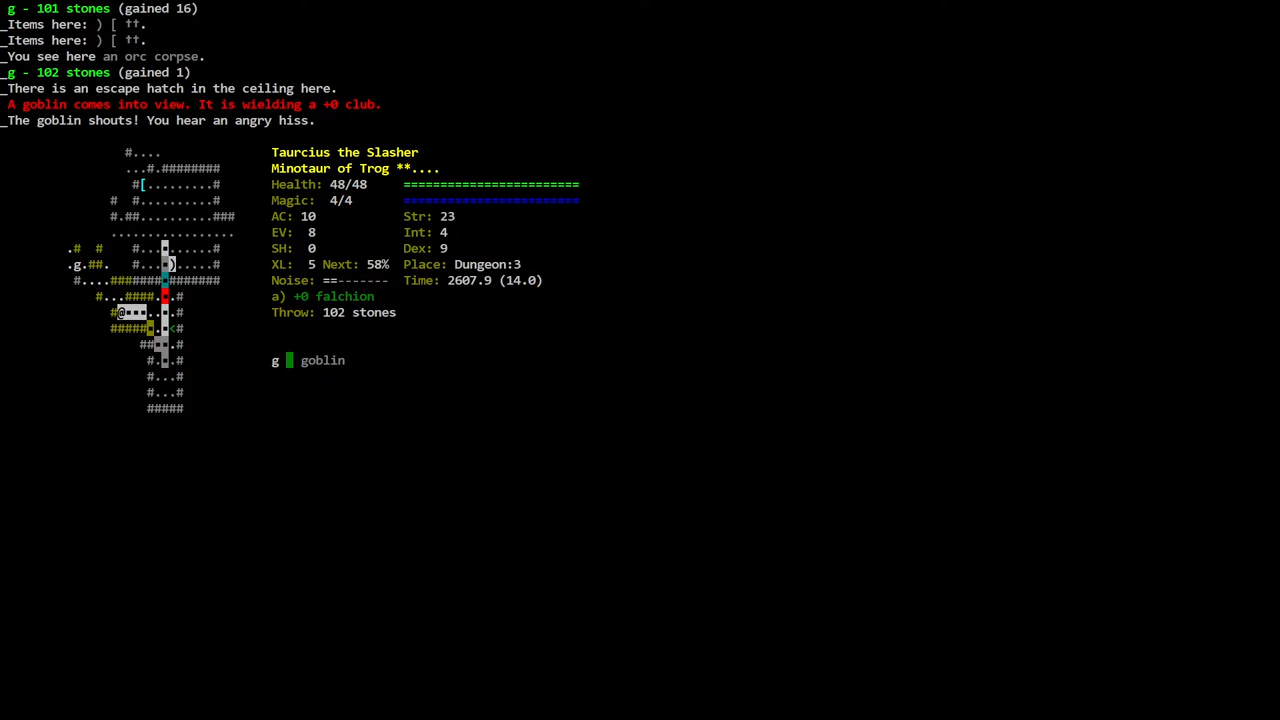 g - 101 stones (gained 16)
_Items here: ) [ ††.
_Items here: ) [ ††.
_You see here an orc corpse.
_g - 102 stones (gained 1)
_There is an escape hatch in the ceiling here.
A goblin comes into view. It is wielding a +0 club.
_The goblin shouts! You hear an angry hiss.
#.... Taurcius the Slasher
...#.######## Minotaur of Trog **....
#[.........# Health: 48/48 ========================
# #..........# Magic: 4/4 ========================
#.##..........### AC: 10 Str: 23
................. EV: 8 Int: 4
.# # #...▪......# SH: 0 Dex: 9
.g.##. #...▪).....# XL: 5 Next: 58% Place: Dungeon:3
#....#######▪####### Noise: ==------- Time: 2607.9 (14.0)
#...####.▪.# a) +0 falchion
#@▪▪▪..▪.# Throw: 102 stones
#####▪.▪<#
##▪▪.#
#.▪.# g goblin
#...#
#...#
#####